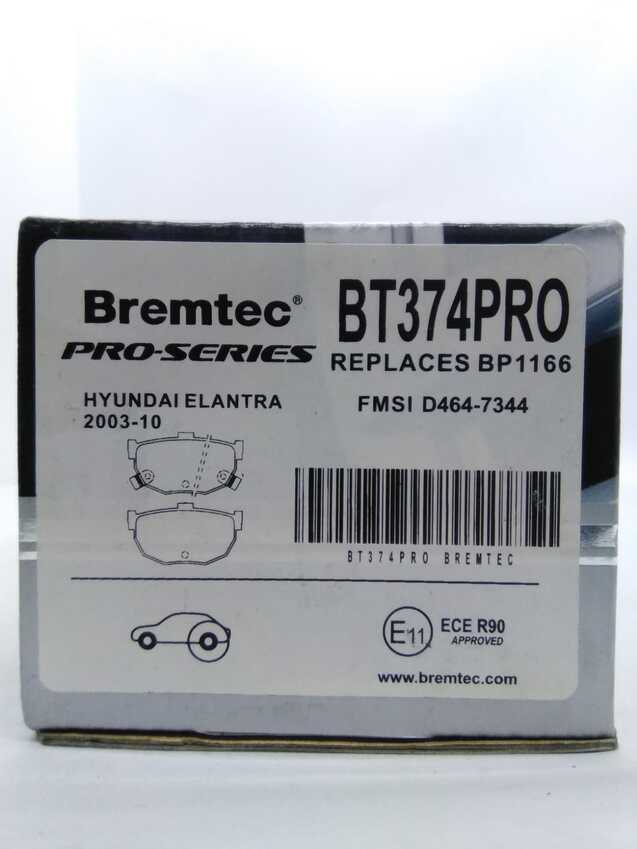 Bremtec®
PRO-SERIES
BT374PRO
REPLACES BP1166
HYUNDAI ELANTRA
2003-10
FMSI D464-7344
BT374PRO BREMTEC
E11
ECE R90
APPROVED
www.bremtec.com